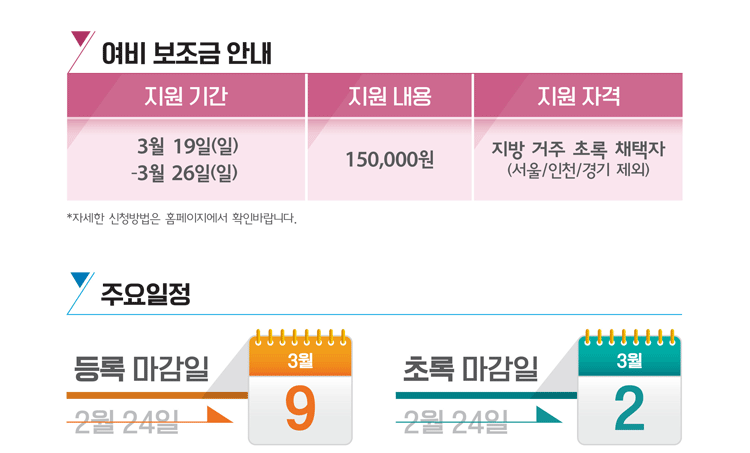 여비 보조금 안내
지원 기간 지원 내용 지원 자격
3월 19일(일)
-3월 26일(일)
150,000원
지방 거주 초록 채택자
(서울/인천/경기 제외)
*자세한 신청방법은 홈페이지에서 확인바랍니다.
주요일정
등록 마감일
2월 24일
3월
9
초록 마감일
2월 24일
3월
2